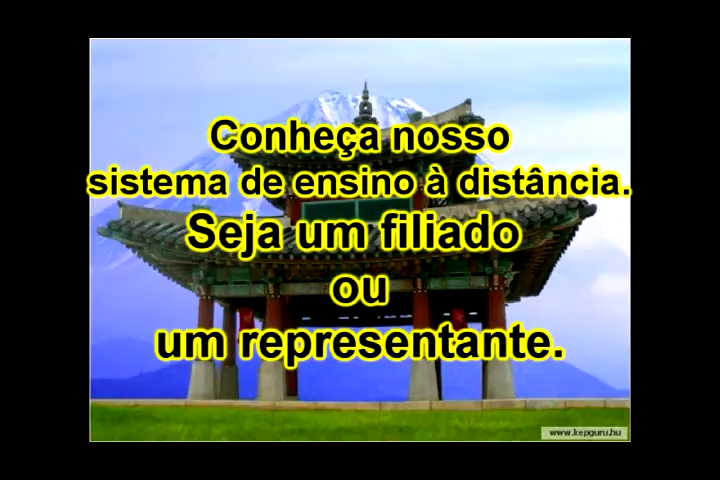 Conheça nosso
sistema de ensino à distância.
Seja um filiado
ou
um representante.
www.kepguru.hu